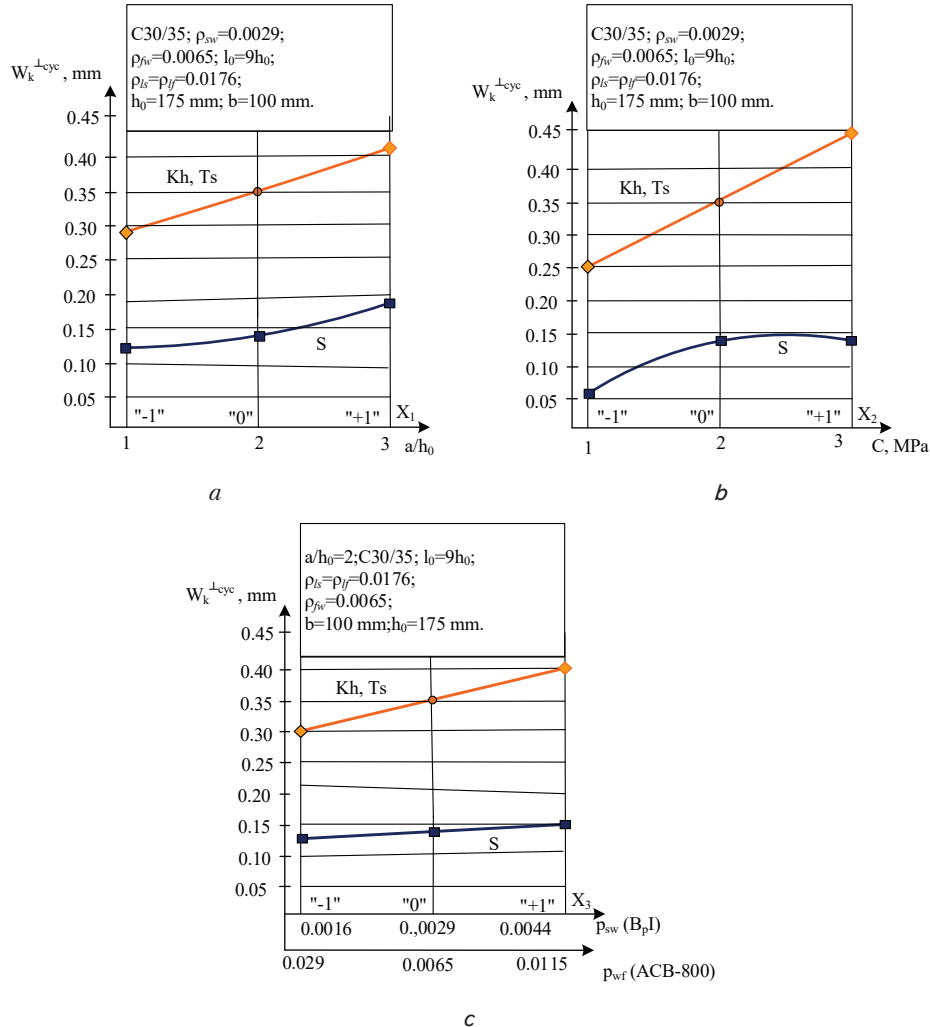 C30/35; ρsw=0.0029;
ρfw=0.0065; l0=9h0;
ρls=ρlf=0.0176;
h0=175 mm; b=100 mm.
Wk⊥cyc, mm
0.45
0.40
0.35
0.30
0.25
0.20
0.15
0.10
0.05
Kh, Ts
S
"-1" "0" "+1" X1
1 2 3 a/h0
a
C30/35; ρsw=0.0029;
ρfw=0.0065; l0=9h0;
ρls=ρlf=0.0176;
h0=175 mm; b=100 mm.
Wk⊥cyc, mm
0.45
0.40
0.35
0.30
0.25
0.20
0.15
0.10
0.05
Kh, Ts
S
"-1" "0" "+1" X2
1 2 3 C, MPa
b
a/h0=2;C30/35; l0=9h0;
ρls=ρlf=0.0176;
ρfw=0.0065;
b=100 mm;h0=175 mm.
Wk⊥cyc, mm
0.45
0.40
0.35
0.30
0.25
0.20
0.15
0.10
0.05
Kh, Ts
S
"-1" "0" "+1" X3
0.0016 0.,0029 0.0044 psw (BpI)
0.029 0.0065 0.0115 pwf (ACB-800)
c